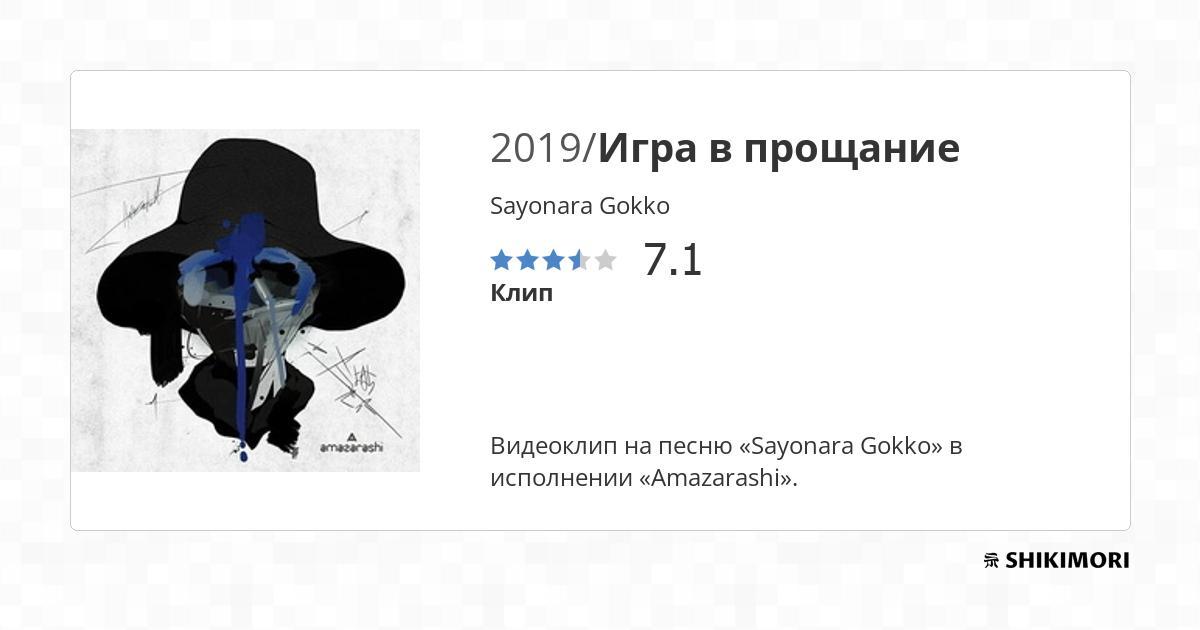 2019/Игра в прощание
Sayonara Gokko
7.1
Клип
Видеоклип на песню «Sayonara Gokko» в
исполнении «Amazarashi».
amazarashi
SHIKIMORI